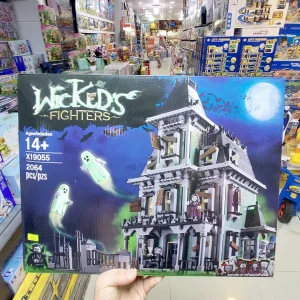 WICKED'S
FIGHTERS
ages/edades
14+
X19055
2064
pcs/pzs